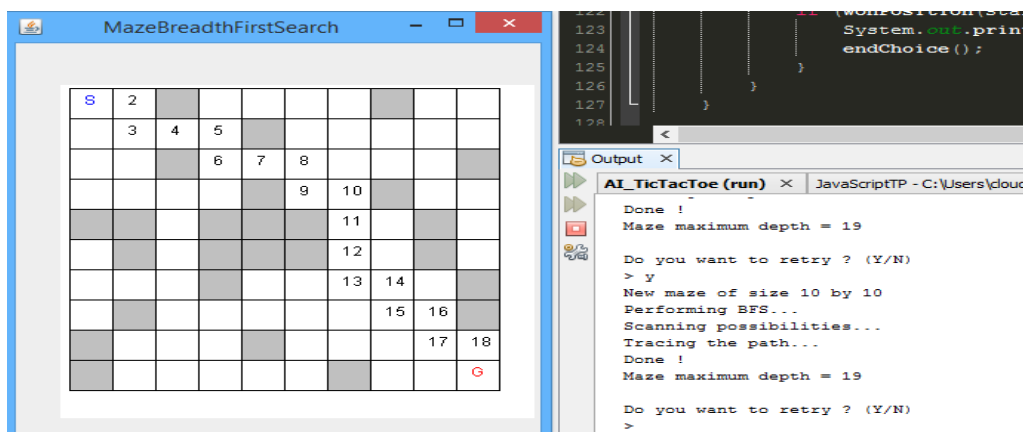 MazeBreadthFirstSearch
S 2
3 4 5
6 7 8
9 10
11
12
13 14
15 16
17 18
G
123 System.out.print
124 endChoice();
125 }
126 }
127 }
Output
AI_TicTacToe (run) JavaScriptTP - C:\Users\cloud
Done !
Maze maximum depth = 19
Do you want to retry ? (Y/N)
> y
New maze of size 10 by 10
Performing BFS...
Scanning possibilities...
Tracing the path...
Done !
Maze maximum depth = 19
Do you want to retry ? (Y/N)
>